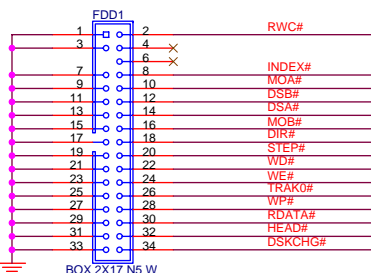 FDD1
1 2 RWC#
3 4
6
7 8 INDEX#
9 10 MOA#
11 12 DSB#
13 14 DSA#
15 16 MOB#
17 18 DIR#
19 20 STEP#
21 22 WD#
23 24 WE#
25 26 TRAK0#
27 28 WP#
29 30 RDATA#
31 32 HEAD#
33 34 DSKCHG#
BOX 2X17 N5 W